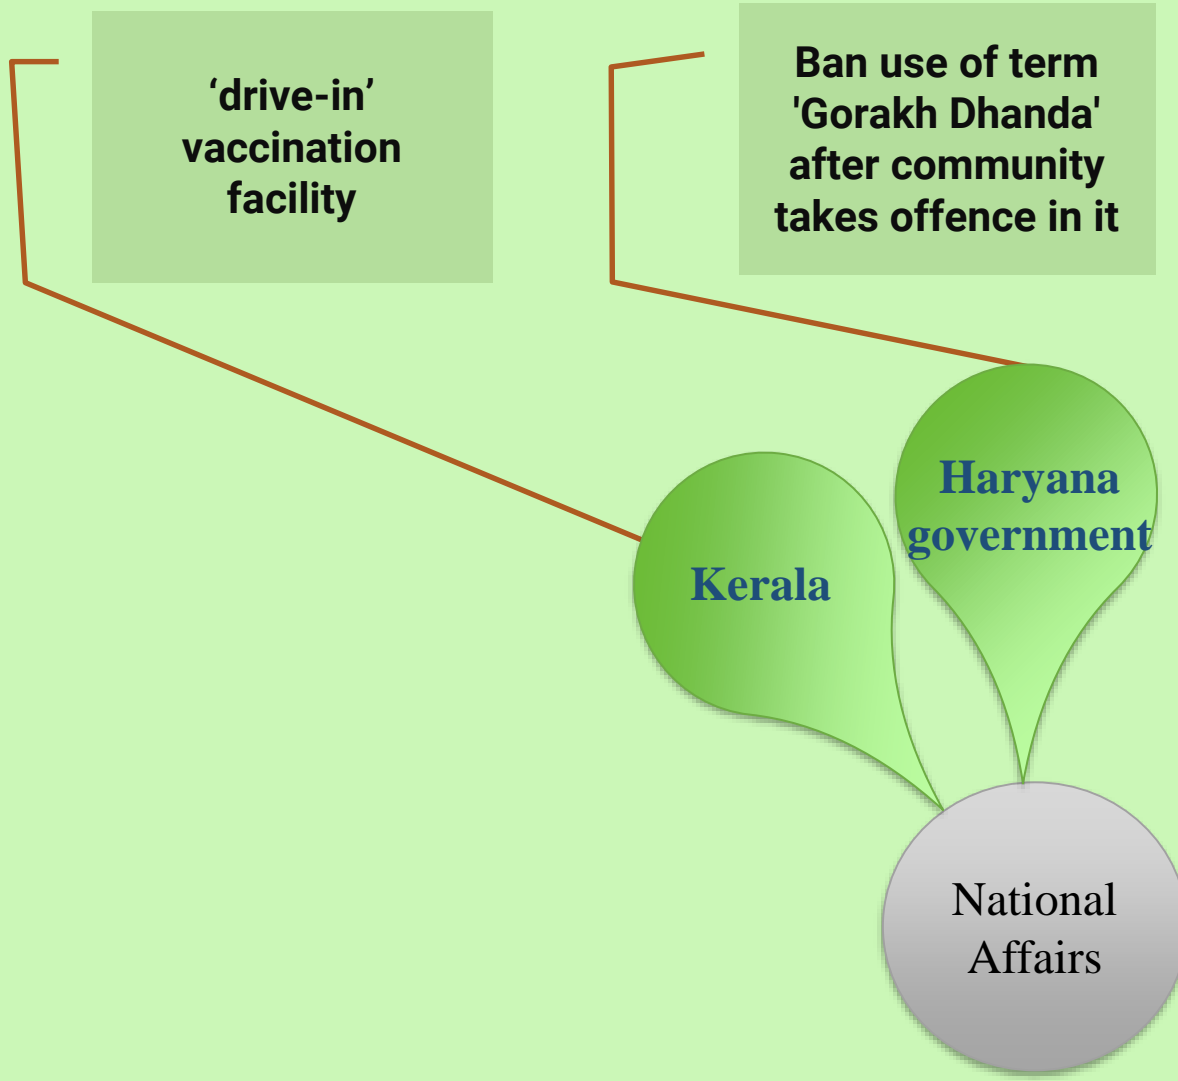 ‘drive-in’
vaccination
facility
Ban use of term
'Gorakh Dhanda'
after community
takes offence in it
Haryana
government
Kerala
National
Affairs